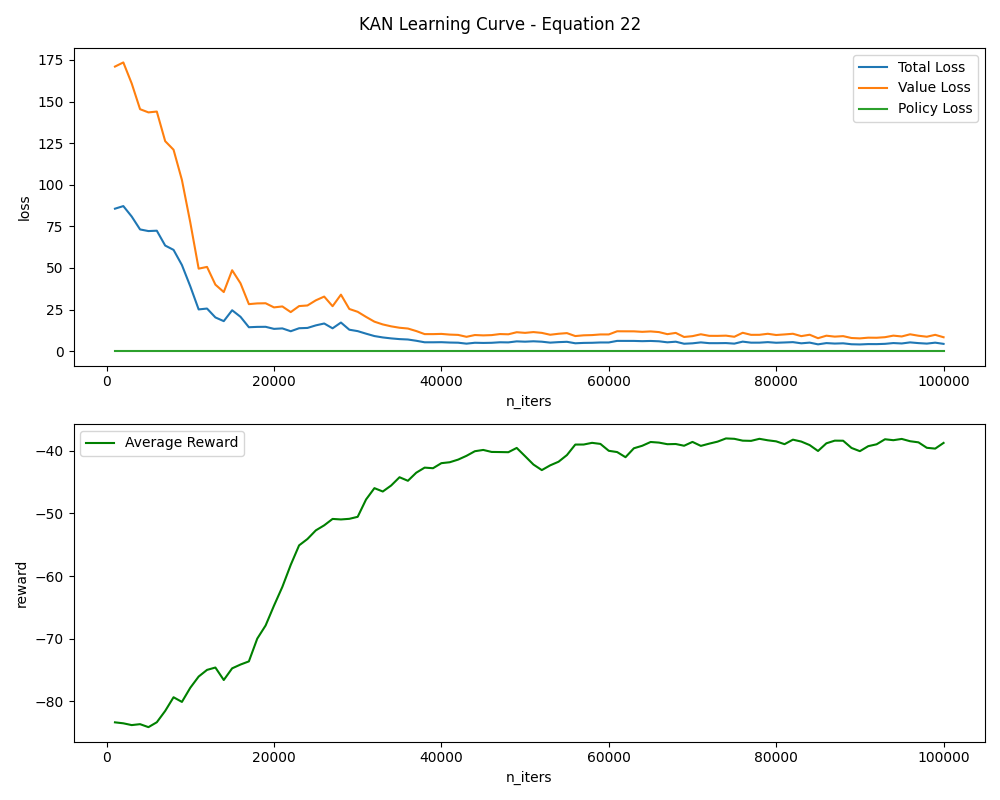 KAN Learning Curve - Equation 22
175
150
125
100
75
50
25
0
loss
Total Loss
Value Loss
Policy Loss
0 20000 40000 60000 80000 100000
n_iters
−40
−50
−60
−70
−80
reward
Average Reward
0 20000 40000 60000 80000 100000
n_iters